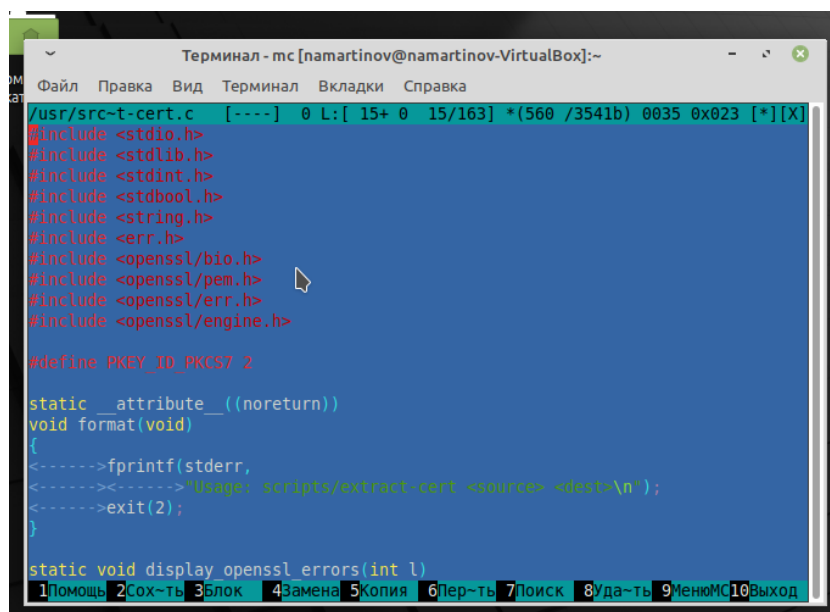 Терминал - mc [namartinov@namartinov-VirtualBox]:~
Файл Правка Вид Терминал Вкладки Справка
/usr/src~t-cert.c [----] 0 L:[ 15+ 0 15/163] *(560 /3541b) 0035 0x023 [*][X]
#include <stdio.h>
#include <stdlib.h>
#include <stdint.h>
#include <stdbool.h>
#include <string.h>
#include <err.h>
#include <openssl/bio.h>
#include <openssl/pem.h>
#include <openssl/err.h>
#include <openssl/engine.h>
#define PKEY_ID_PKCS7 2
static __attribute__((noreturn))
void format(void)
{
<------>fprintf(stderr,
<------><------>"Usage: scripts/extract-cert <source> <dest>\n");
<------>exit(2);
}
static void display_openssl_errors(int l)
1Помощь 2Сох~ть 3Блок 4Замена 5Копия 6Пер~ть 7Поиск 8Уда~ть 9МенюMC 10Выход